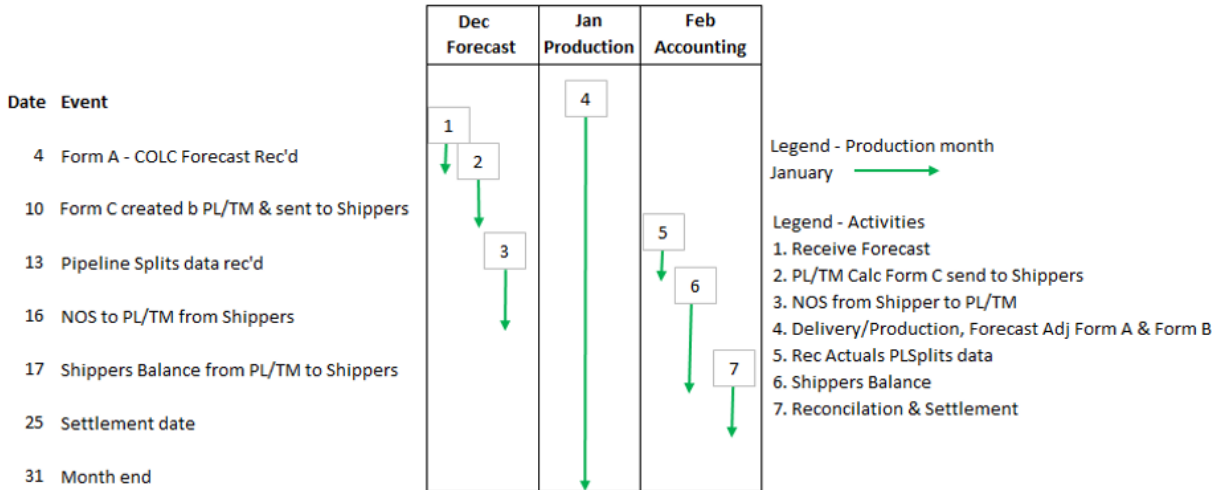 Dec Forecast
Jan Production
Feb Accounting
Date Event
4 Form A - COLC Forecast Rec'd
10 Form C created b PL/TM & sent to Shippers
13 Pipeline Splits data rec'd
16 NOS to PL/TM from Shippers
17 Shippers Balance from PL/TM to Shippers
25 Settlement date
31 Month end
1
2
3
4
5
6
7
Legend - Production month
January
Legend - Activities
1. Receive Forecast
2. PL/TM Calc Form C send to Shippers
3. NOS from Shipper to PL/TM
4. Delivery/Production, Forecast Adj Form A & Form B
5. Rec Actuals PLSplits data
6. Shippers Balance
7. Reconcilation & Settlement